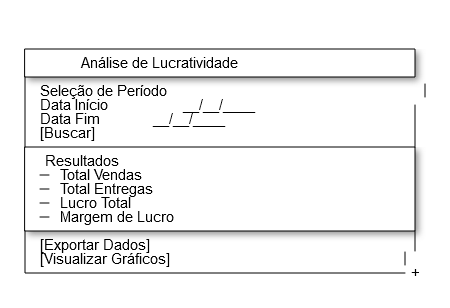 Análise de Lucratividade
Seleção de Período
Data Início __/__/____
Data Fim __/__/____
[Buscar]
Resultados
– Total Vendas
– Total Entregas
– Lucro Total
– Margem de Lucro
[Exportar Dados]
[Visualizar Gráficos] |
+